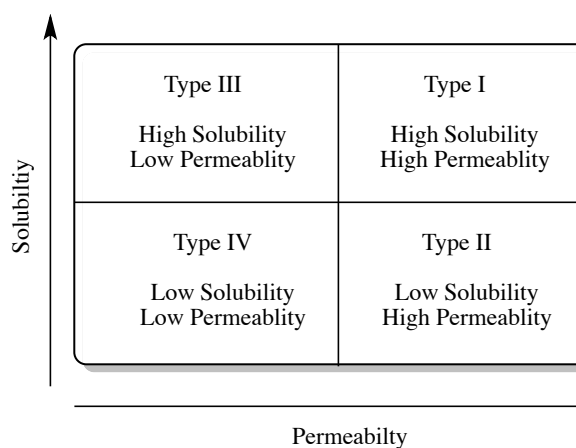 Type III
High Solubility
Low Permeablity
Type I
High Solubility
High Permeablity
Type IV
Low Solubility
Low Permeablity
Type II
Low Solubility
High Permeablity
Solubiltiy
Permeabilty